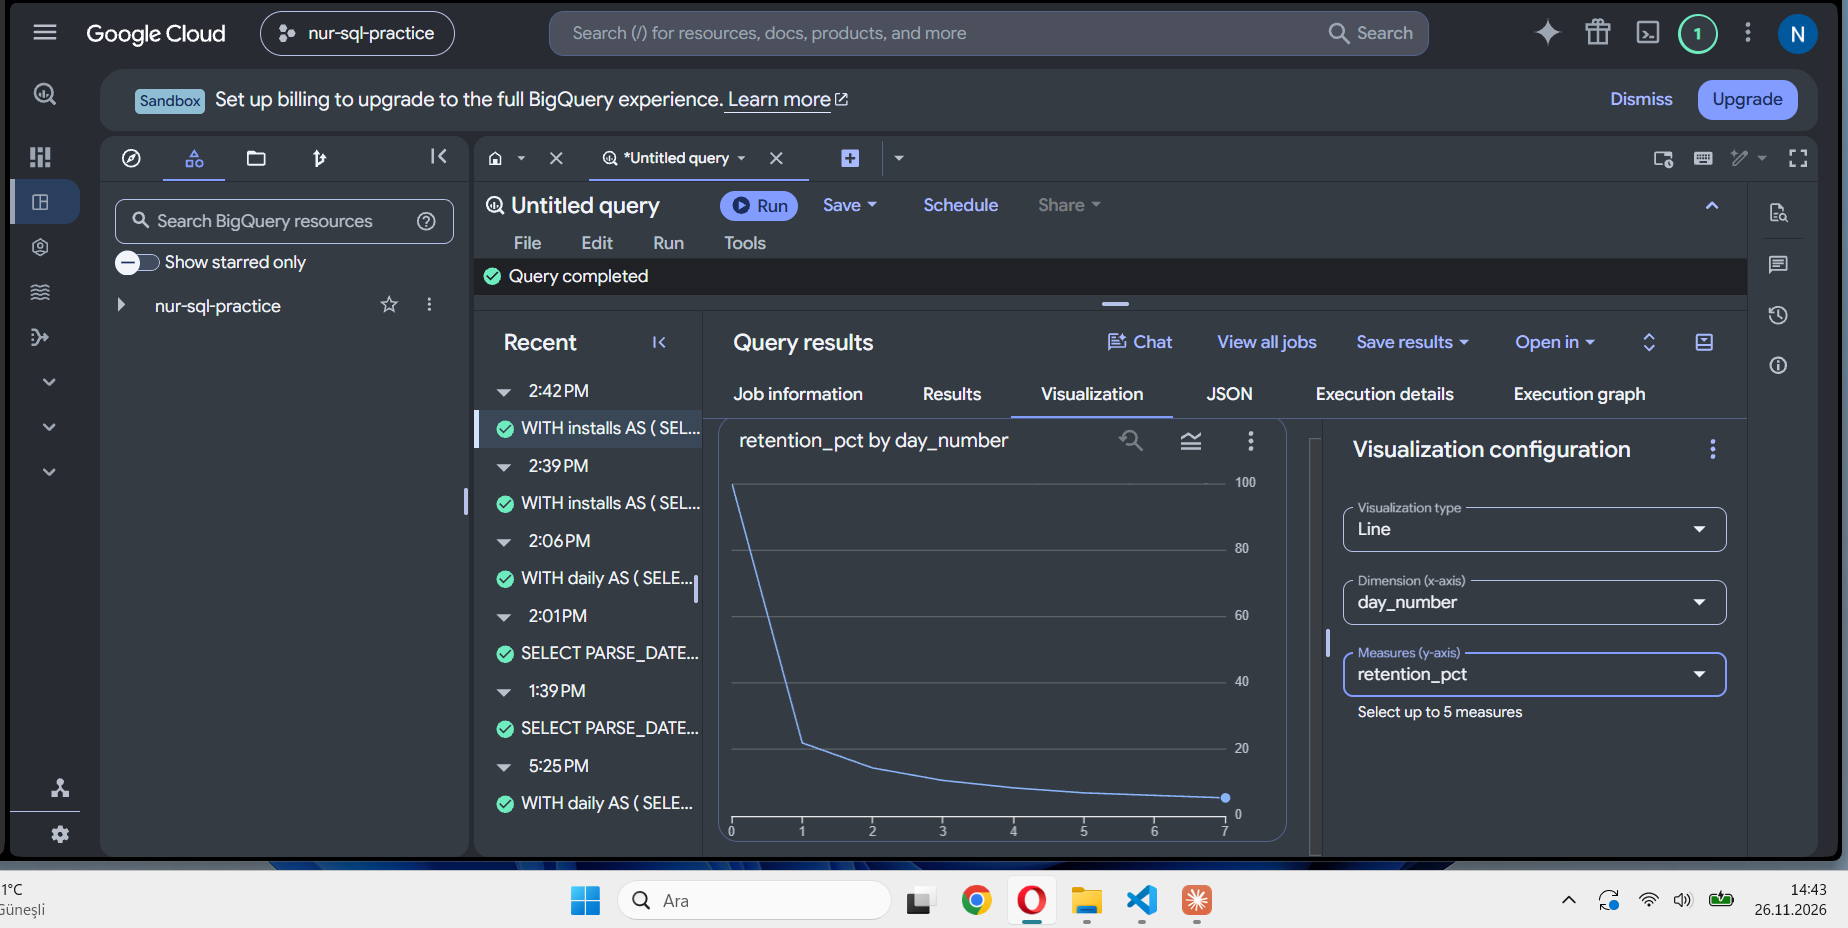 Google Cloud
nur-sql-practice
Search (/) for resources, docs, products, and more
Search
1
N
Sandbox
Set up billing to upgrade to the full BigQuery experience. Learn more
Dismiss
Upgrade
*Untitled query
Search BigQuery resources
Show starred only
nur-sql-practice
Untitled query
Run
Save
Schedule
Share
File
Edit
Run
Tools
Query completed
Recent
2:42 PM
WITH installs AS ( SEL...
2:39 PM
WITH installs AS ( SEL...
2:06 PM
WITH daily AS ( SELE...
2:01 PM
SELECT PARSE_DATE...
1:39 PM
SELECT PARSE_DATE...
5:25 PM
WITH daily AS ( SELE...
Query results
Chat
View all jobs
Save results
Open in
Job information
Results
Visualization
JSON
Execution details
Execution graph
retention_pct by day_number
100
80
60
40
20
0
0 1 2 3 4 5 6 7
Visualization configuration
Visualization type
Line
Dimension (x-axis)
day_number
Measures (y-axis)
retention_pct
Select up to 5 measures
1°C
Güneşli
Ara
14:43
26.11.2026